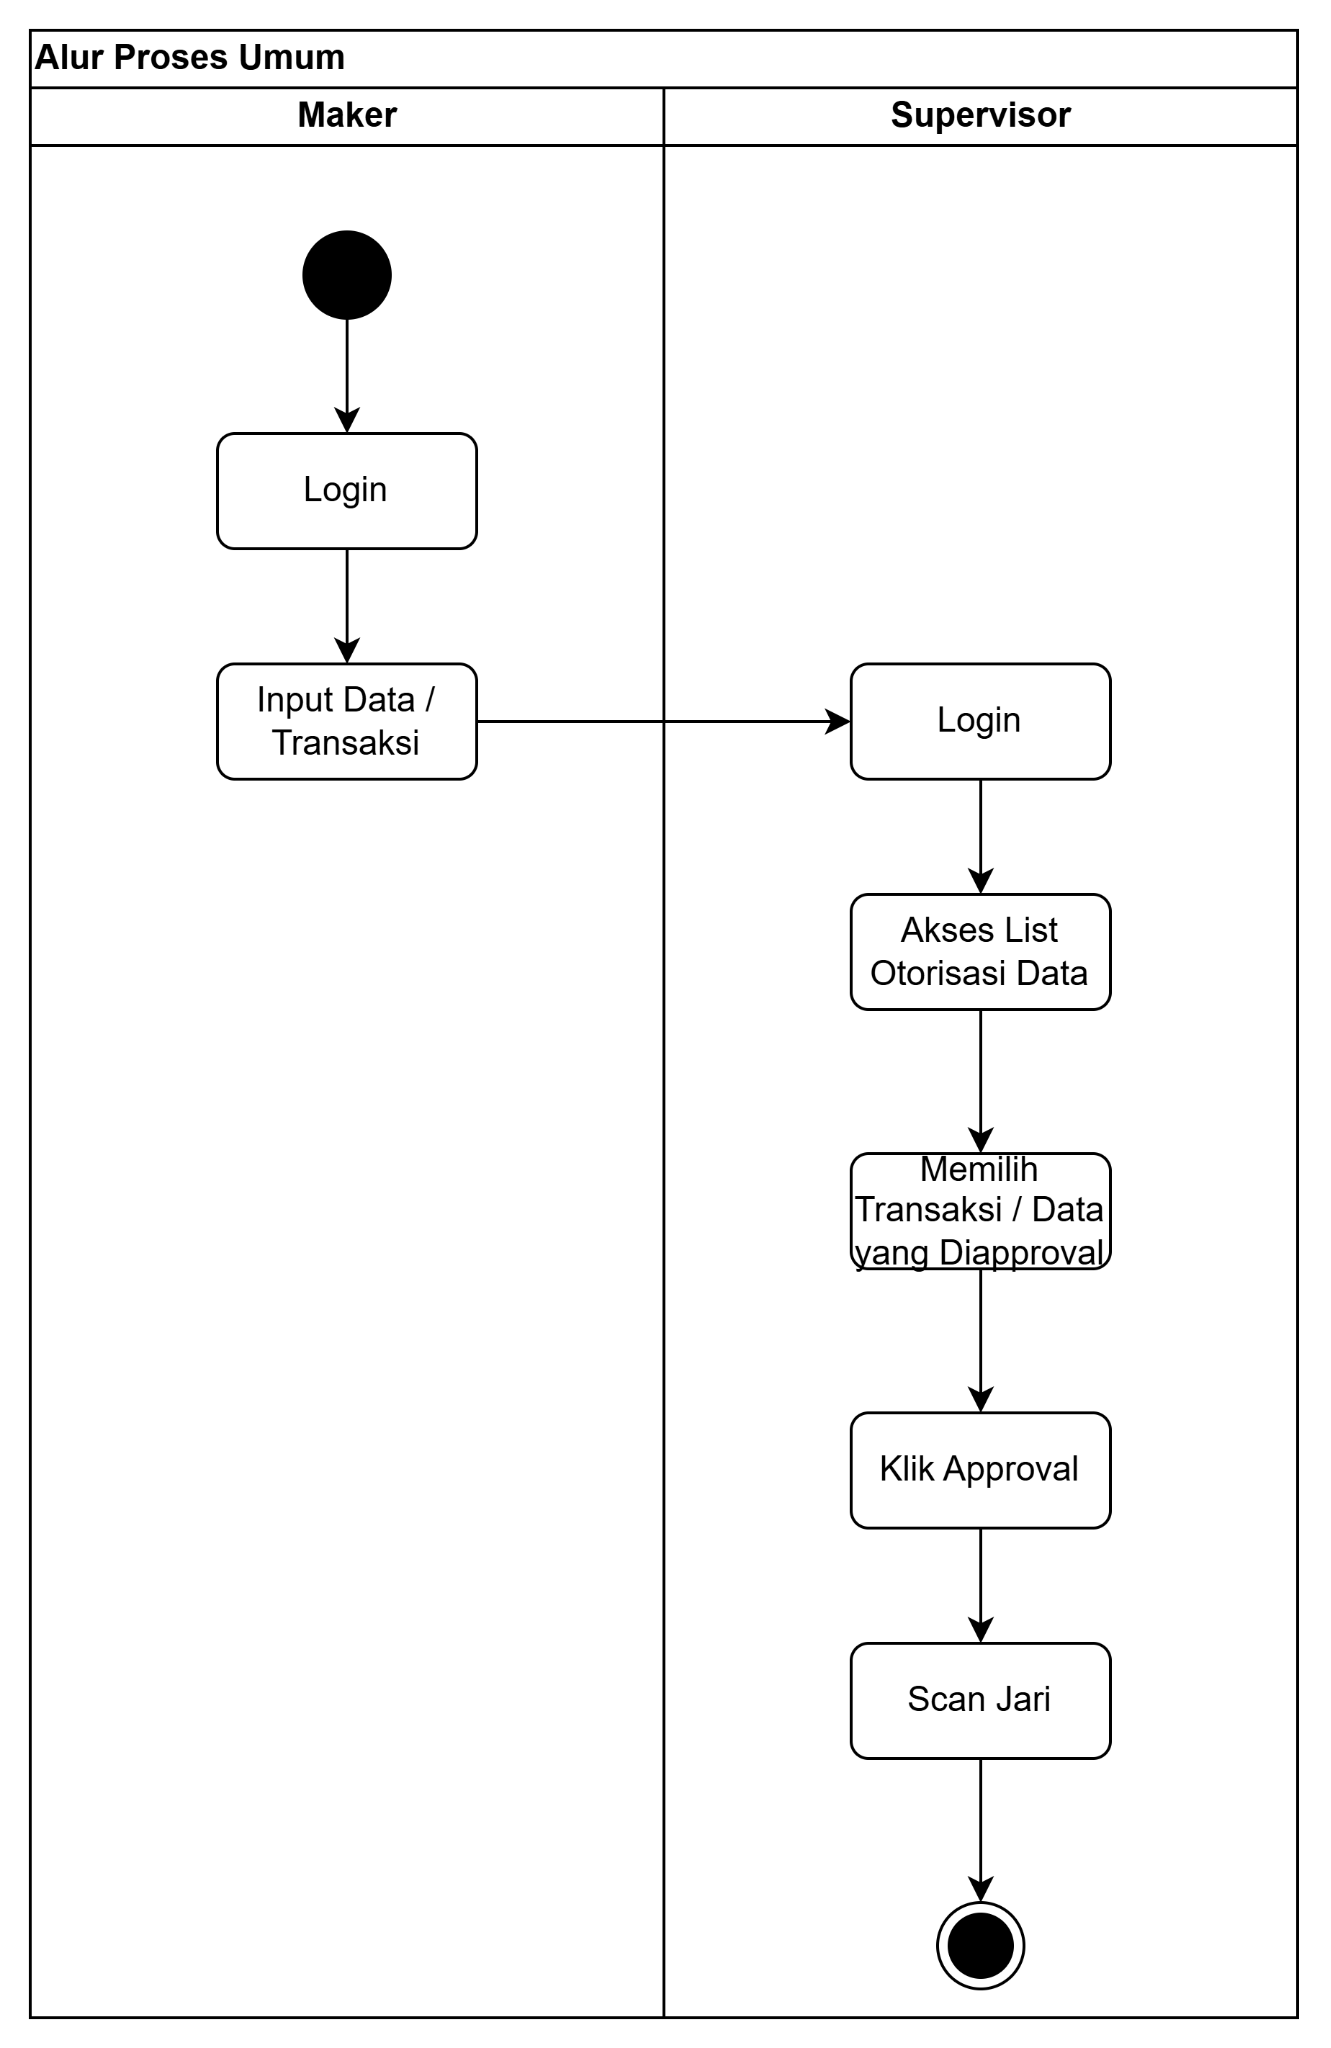 Alur Proses Umum
Maker
Supervisor
Login
Input Data /
Transaksi
Login
Akses List
Otorisasi Data
Memilih
Transaksi / Data
yang Diapproval
Klik Approval
Scan Jari